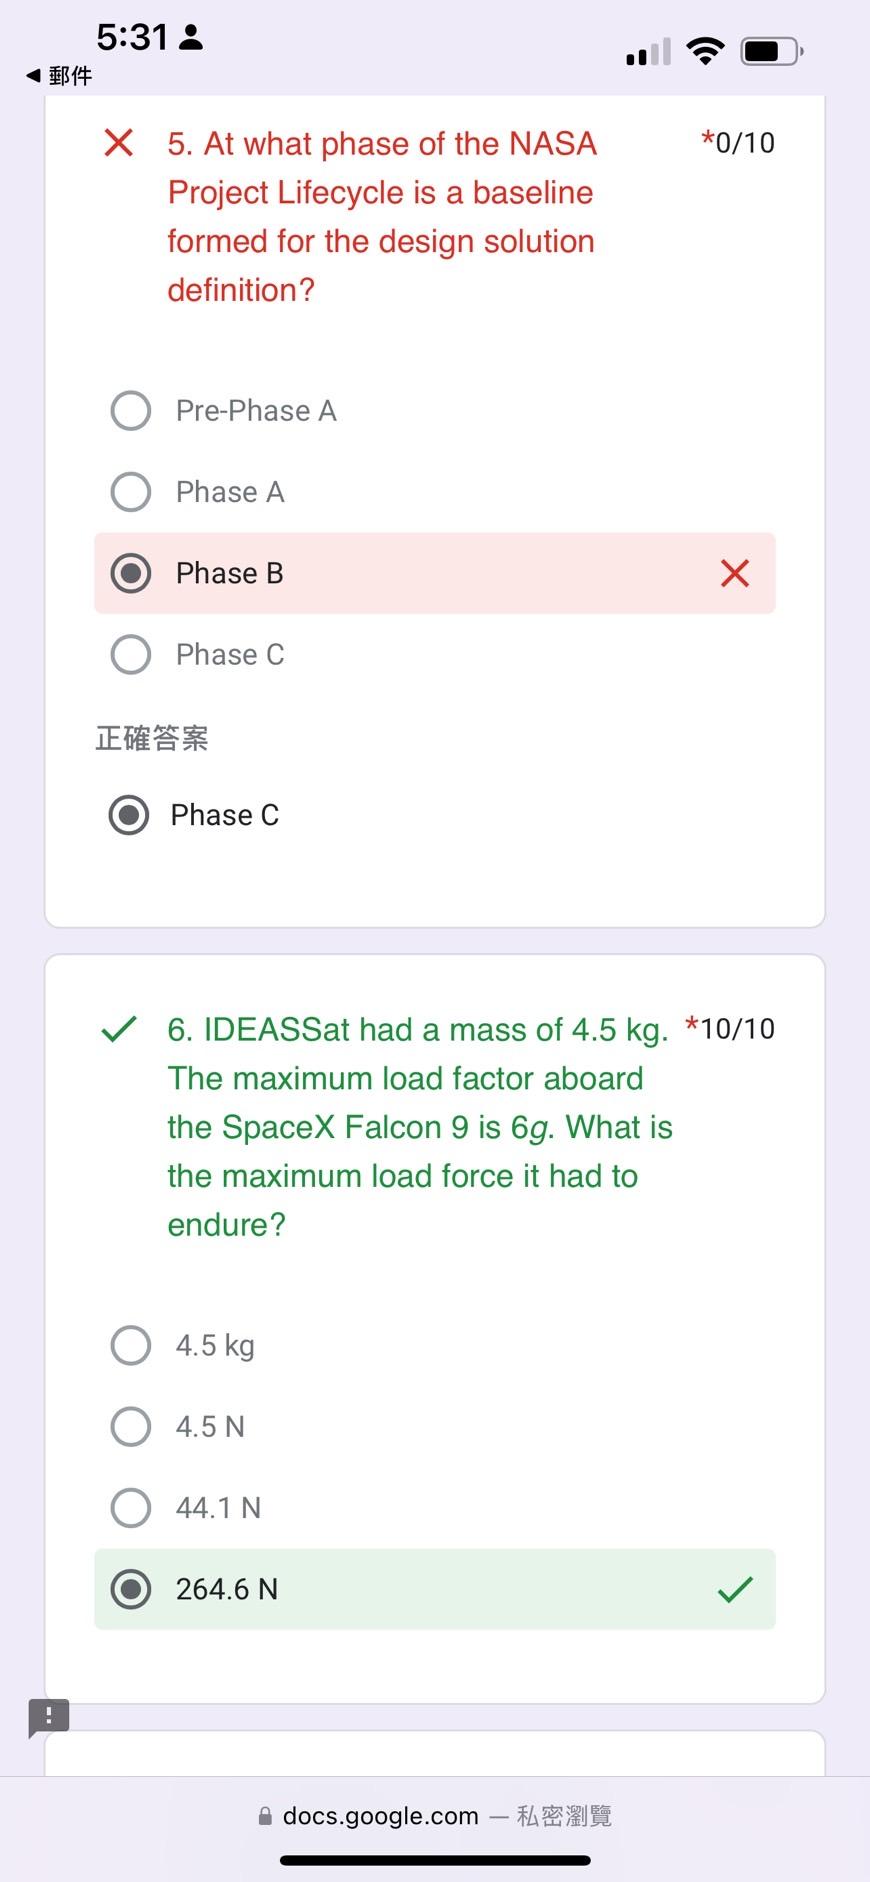 5:31
◀ 郵件
5. At what phase of the NASA *0/10
Project Lifecycle is a baseline
formed for the design solution
definition?
Pre-Phase A
Phase A
Phase B
Phase C
正確答案
Phase C
6. IDEASSat had a mass of 4.5 kg. *10/10
The maximum load factor aboard
the SpaceX Falcon 9 is 6g. What is
the maximum load force it had to
endure?
4.5 kg
4.5 N
44.1 N
264.6 N
docs.google.com — 私密瀏覽